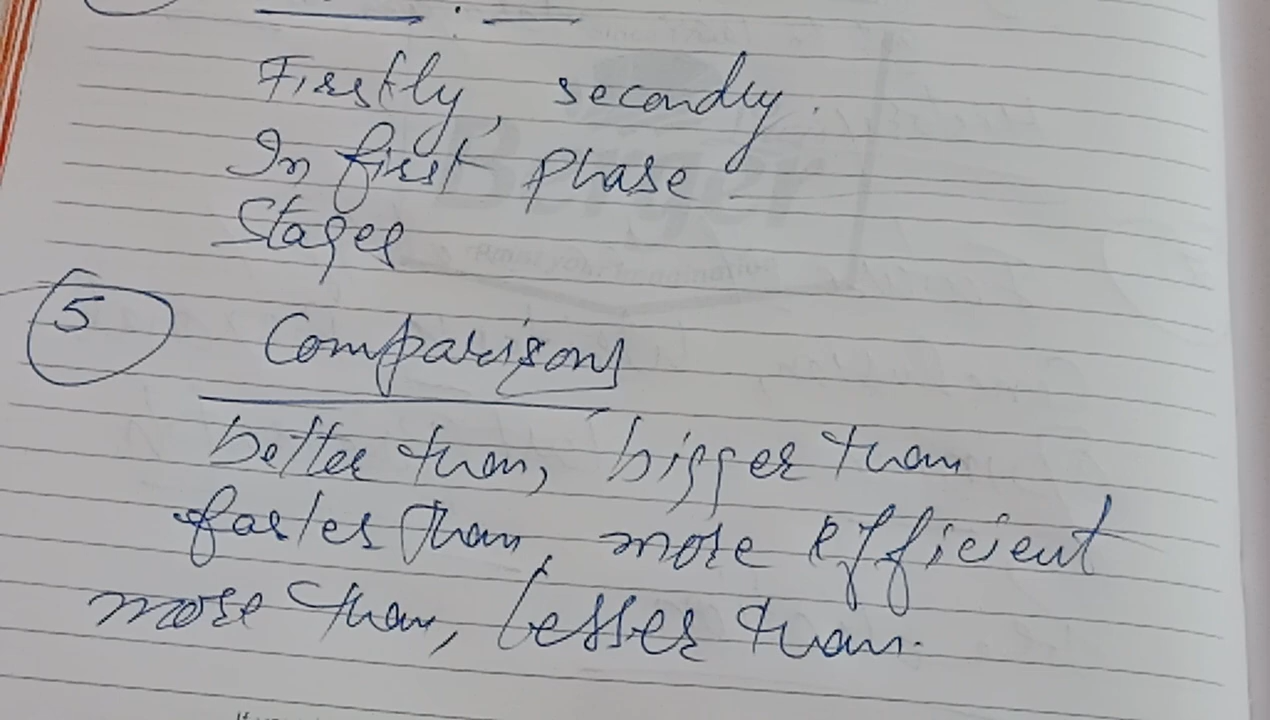 Firstly, secondly.
In first phase
Stages
5 Comparisons
better than, bigger than
faster than, more efficient
more than, lesser than.